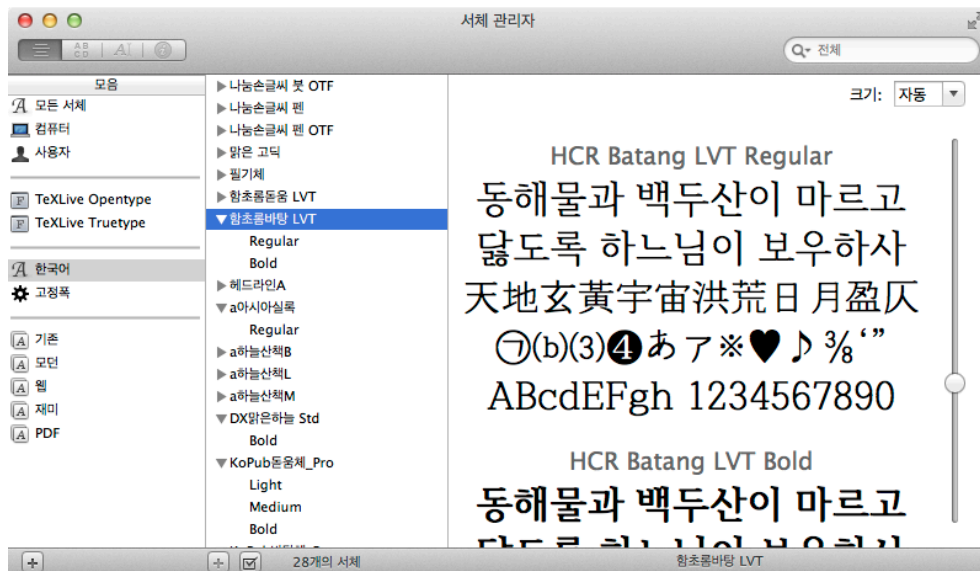 서체 관리자
전체
모음
모든 서체
컴퓨터
사용자
TeXLive Opentype
TeXLive Truetype
한국어
고정폭
기존
모던
웹
재미
PDF
나눔손글씨 붓 OTF
나눔손글씨 펜
나눔손글씨 펜 OTF
맑은 고딕
필기체
함초롬돋움 LVT
함초롬바탕 LVT
Regular
Bold
헤드라인A
a아시아실록
Regular
a하늘산책B
a하늘산책L
a하늘산책M
DX맑은하늘 Std
Bold
KoPub돋움체_Pro
Light
Medium
Bold
크기: 자동
HCR Batang LVT Regular
동해물과 백두산이 마르고
닳도록 하느님이 보우하사
天地玄黃宇宙洪荒日月盈仄
㉠⒝⑶❹あア※♥♪⅜‘”
ABcdEFgh 1234567890
HCR Batang LVT Bold
동해물과 백두산이 마르고
28개의 서체
함초롬바탕 LVT